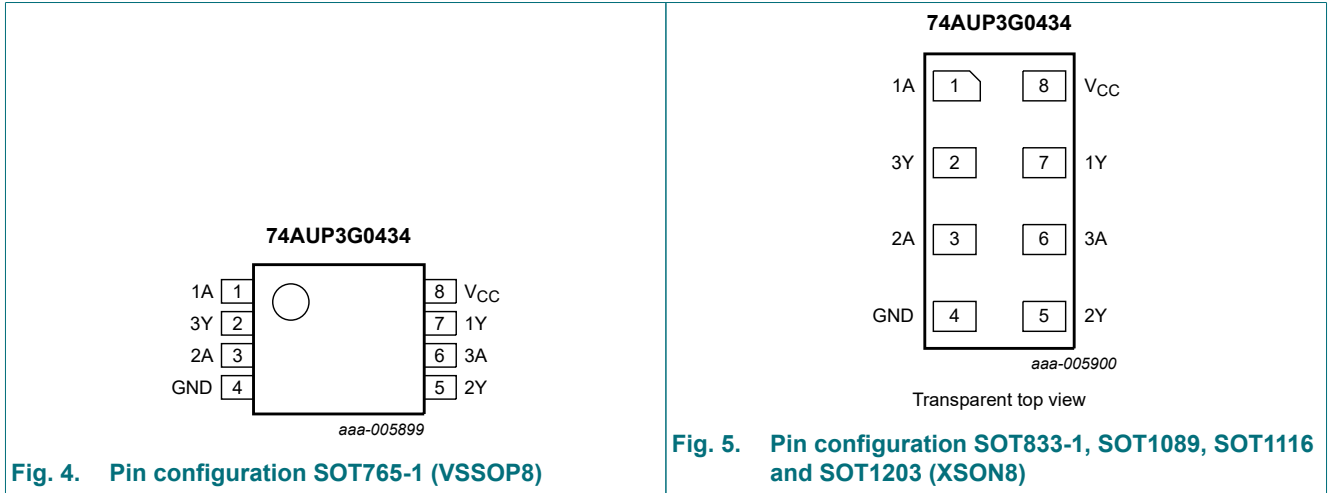 74AUP3G0434
1A 1 8 VCC
3Y 2 7 1Y
2A 3 6 3A
GND 4 5 2Y
aaa-005899
Fig. 4. Pin configuration SOT765-1 (VSSOP8)
74AUP3G0434
1A 1 8 VCC
3Y 2 7 1Y
2A 3 6 3A
GND 4 5 2Y
aaa-005900
Transparent top view
Fig. 5. Pin configuration SOT833-1, SOT1089, SOT1116
and SOT1203 (XSON8)